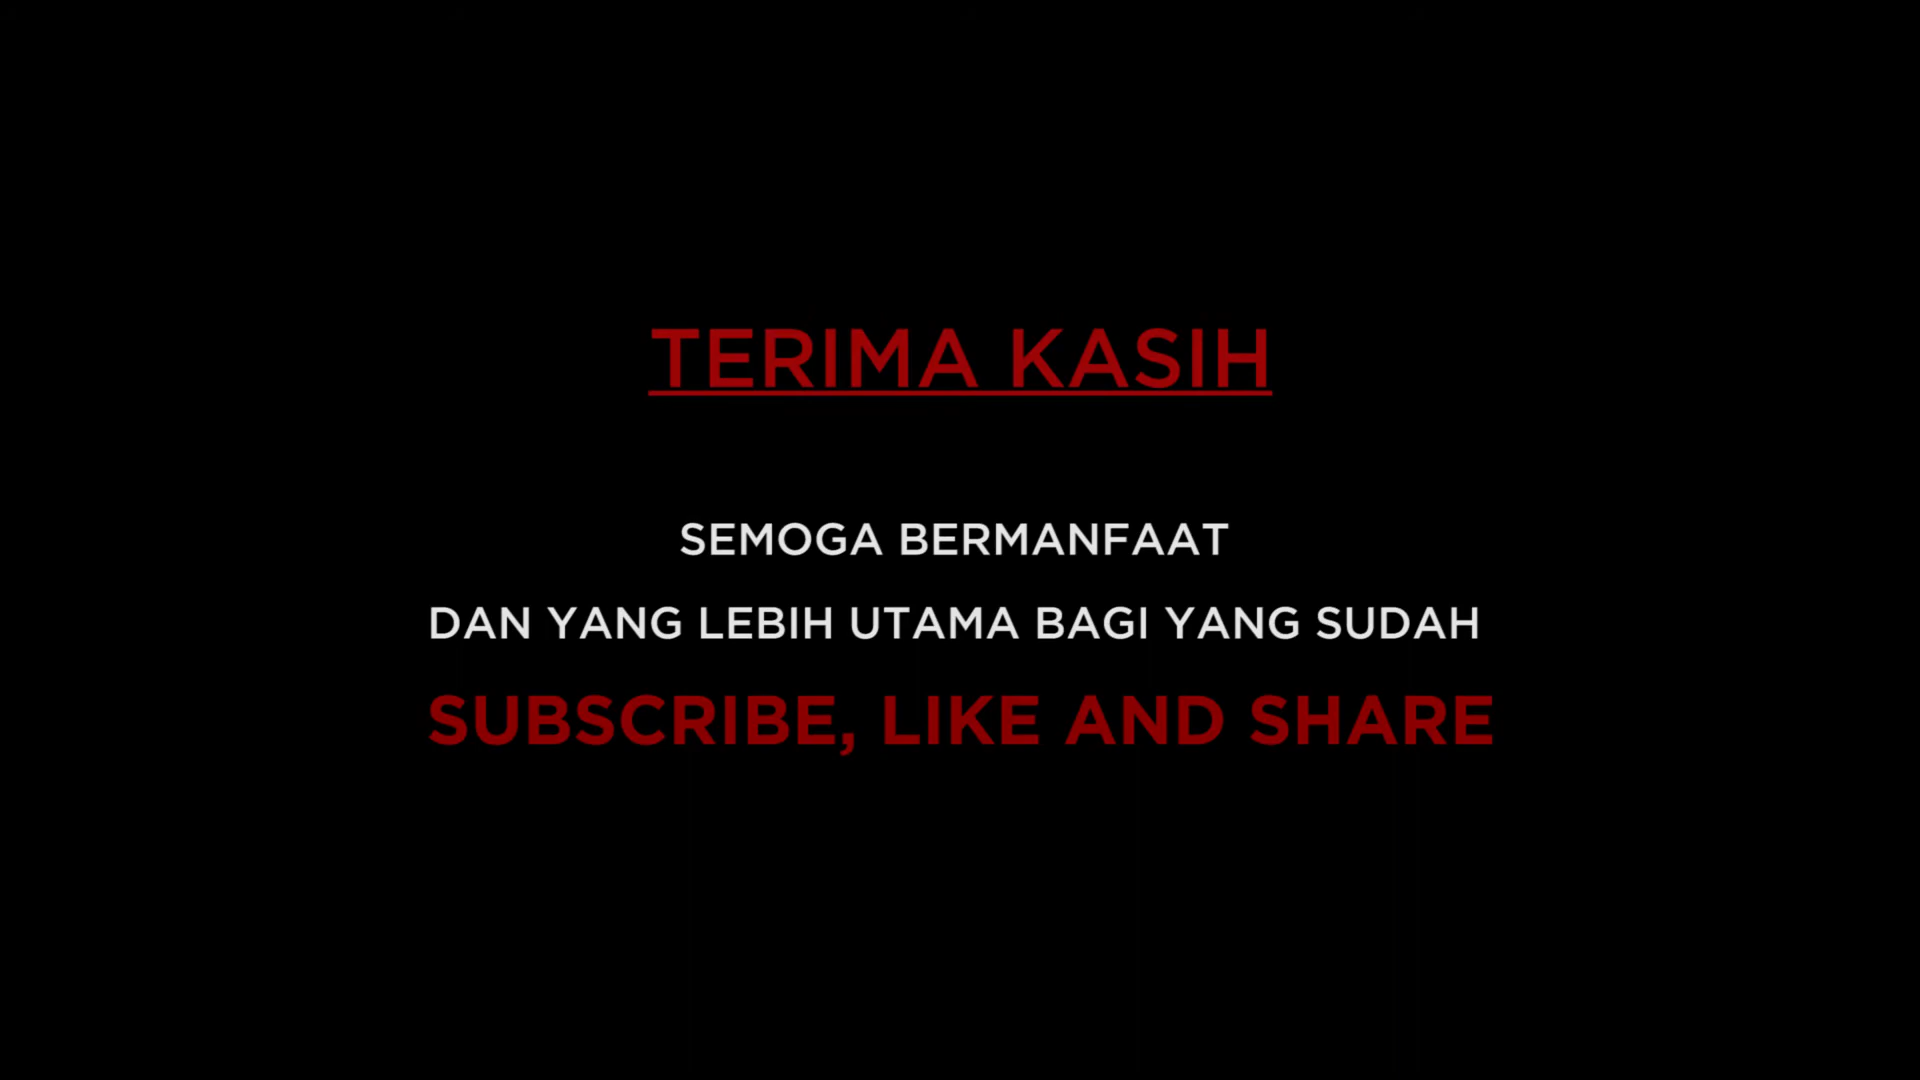 TERIMA KASIH
SEMOGA BERMANFAAT
DAN YANG LEBIH UTAMA BAGI YANG SUDAH
SUBSCRIBE, LIKE AND SHARE